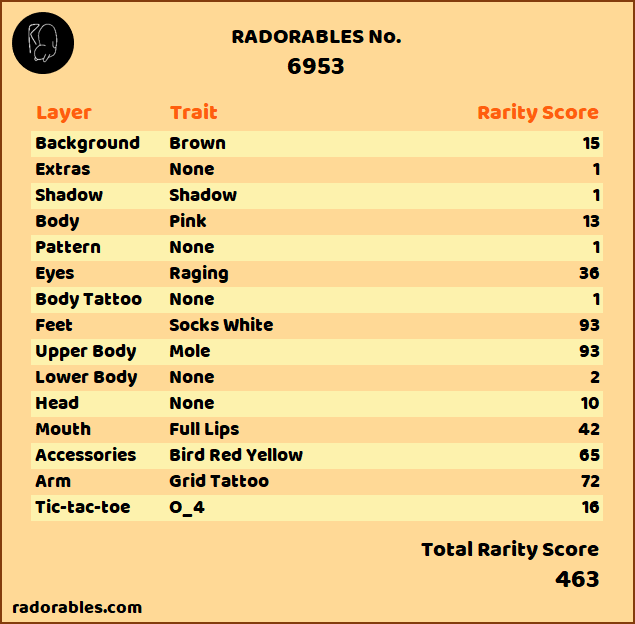 RADORABLES No.
6953
Layer Trait Rarity Score
Background Brown 15
Extras None 1
Shadow Shadow 1
Body Pink 13
Pattern None 1
Eyes Raging 36
Body Tattoo None 1
Feet Socks White 93
Upper Body Mole 93
Lower Body None 2
Head None 10
Mouth Full Lips 42
Accessories Bird Red Yellow 65
Arm Grid Tattoo 72
Tic-tac-toe O_4 16
Total Rarity Score
463
radorables.com